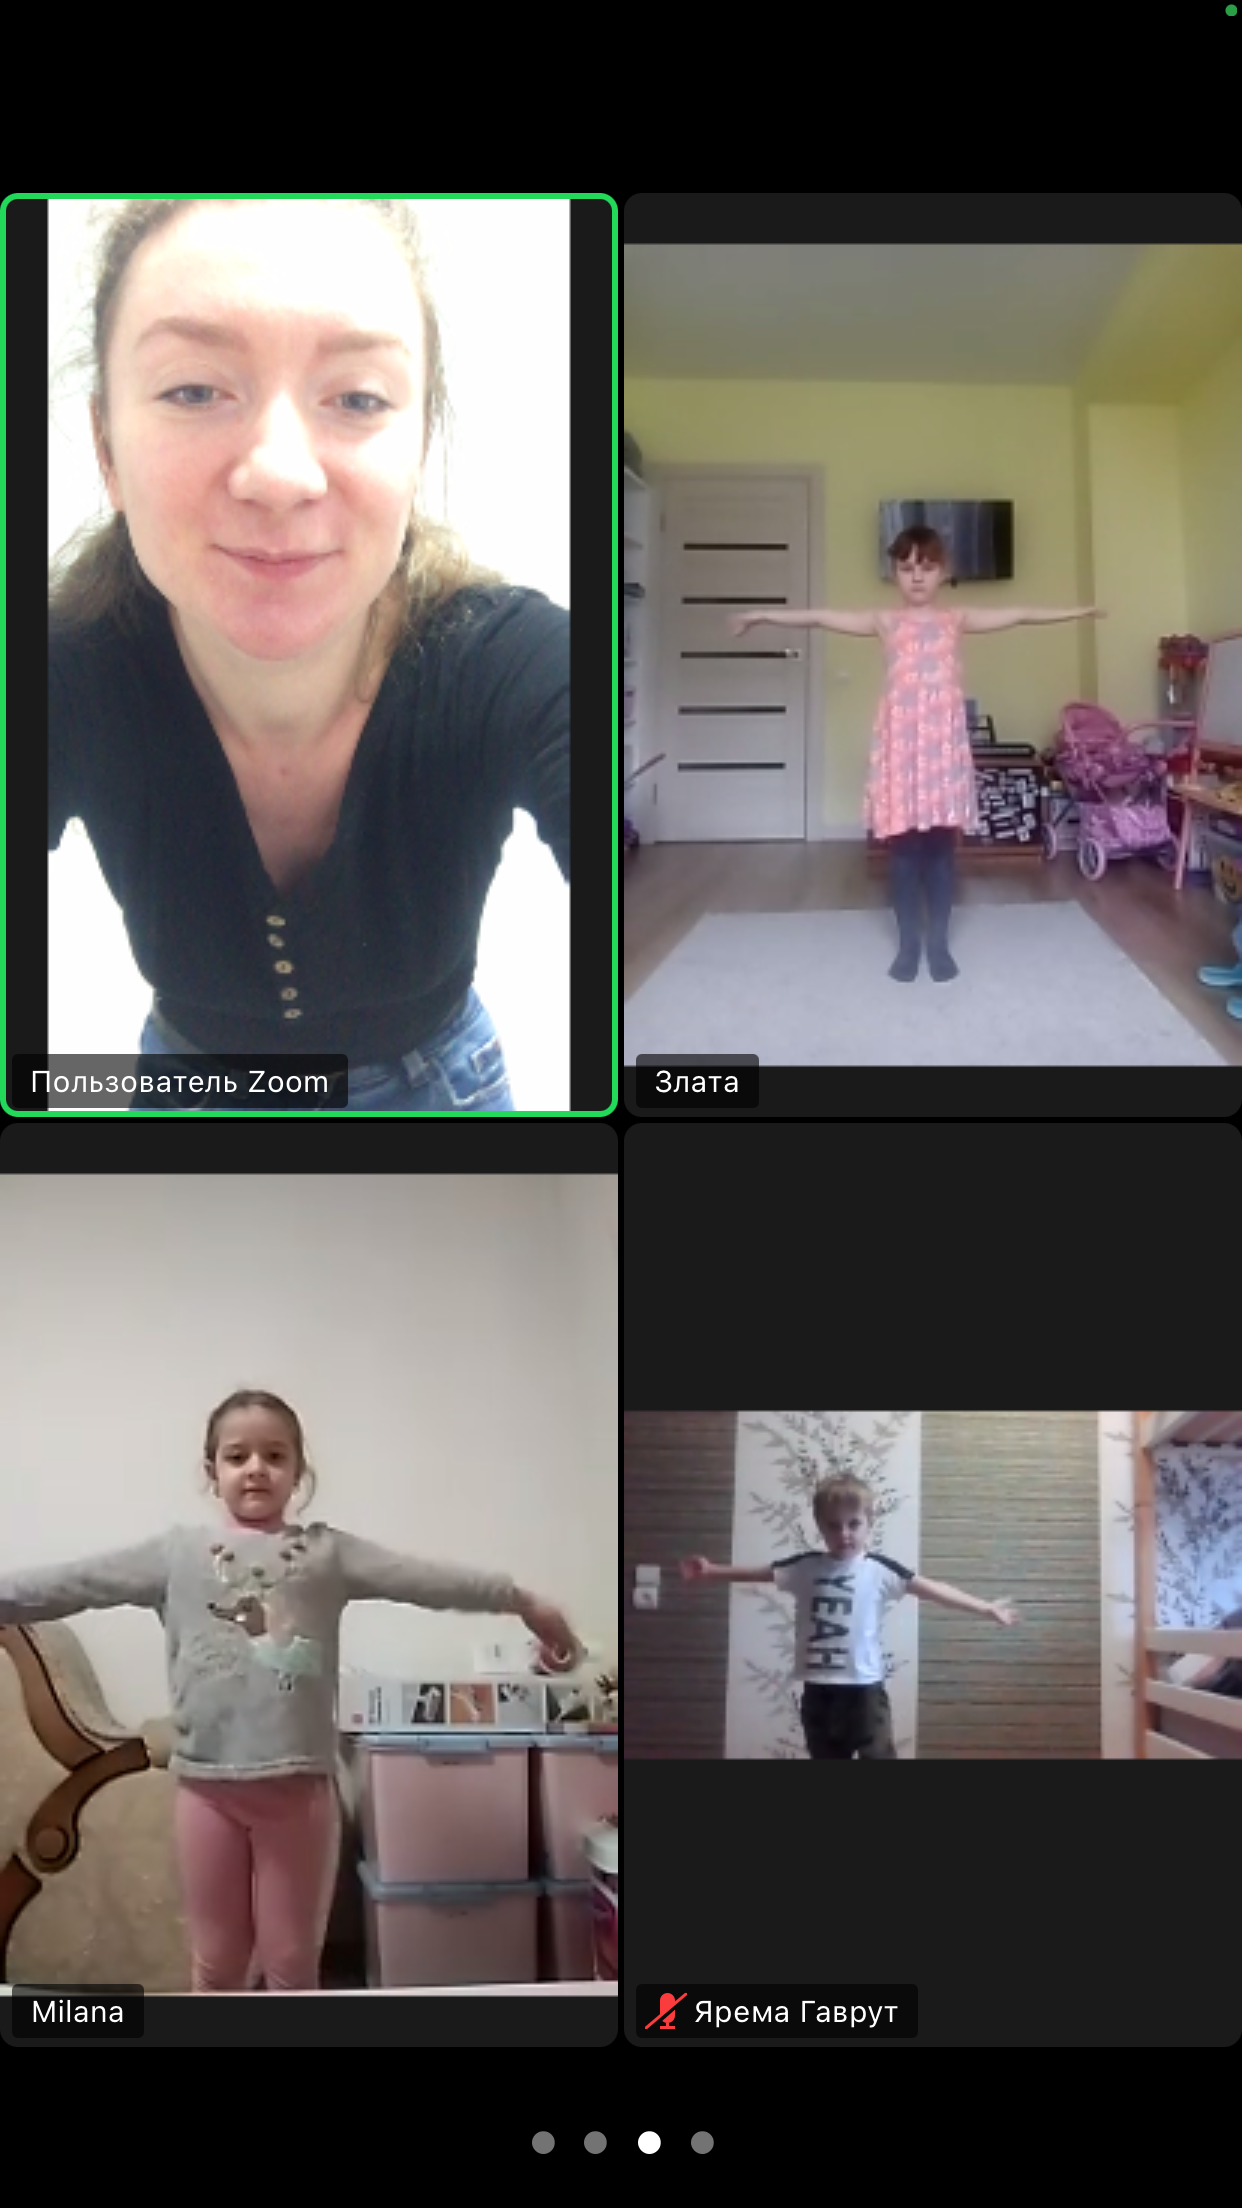 Пользователь Zoom
Злата
YEAH
Milana
Ярема Гаврут